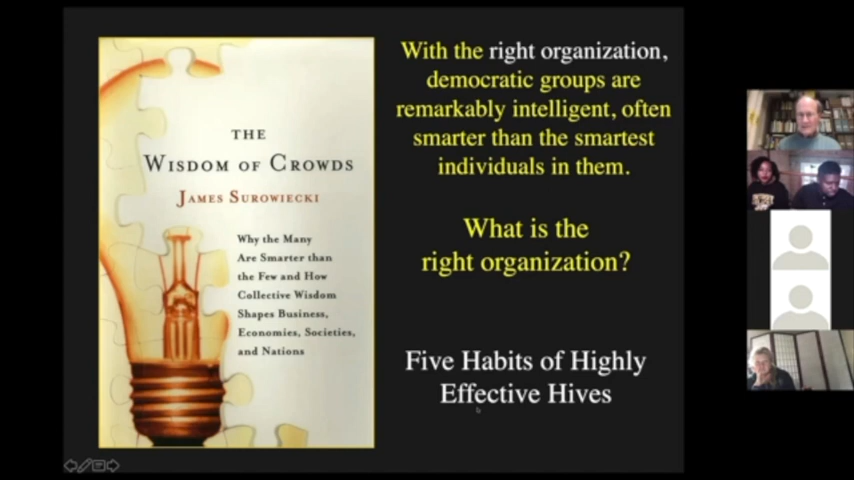 THE
WISDOM OF CROWDS
JAMES SUROWIECKI
Why the Many
Are Smarter than
the Few and How
Collective Wisdom
Shapes Business,
Economies, Societies,
and Nations
With the right organization,
democratic groups are
remarkably intelligent, often
smarter than the smartest
individuals in them.
What is the
right organization?
Five Habits of Highly
Effective Hives